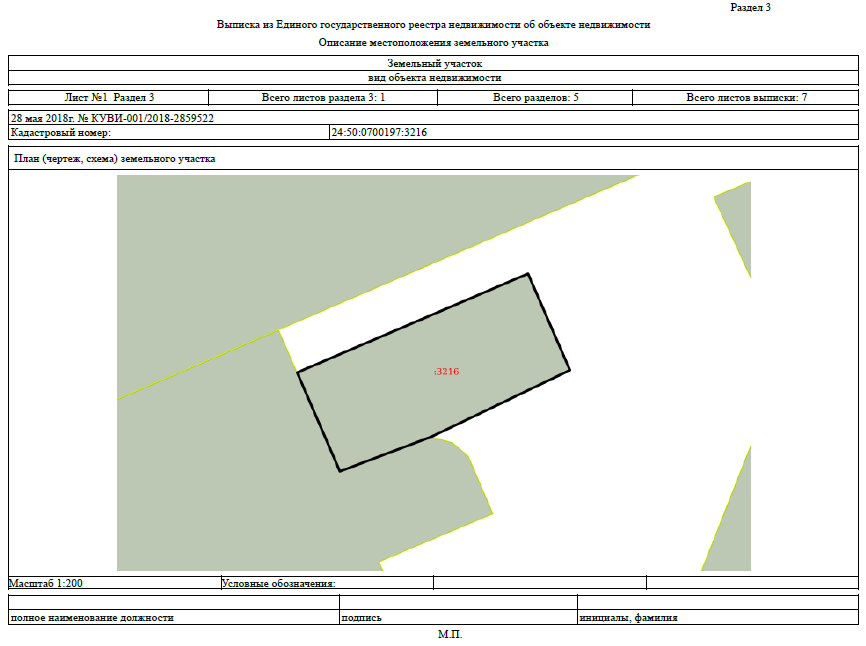 Раздел 3
Выписка из Единого государственного реестра недвижимости об объекте недвижимости
Описание местоположения земельного участка
Земельный участок
вид объекта недвижимости
Лист №1 Раздел 3 Всего листов раздела 3: 1 Всего разделов: 5 Всего листов выписки: 7
28 мая 2018г. № КУВИ-001/2018-2859522
Кадастровый номер: 24:50:0700197:3216
План (чертеж, схема) земельного участка
:3216
Масштаб 1:200 Условные обозначения:
полное наименование должности подпись инициалы, фамилия
М.П.